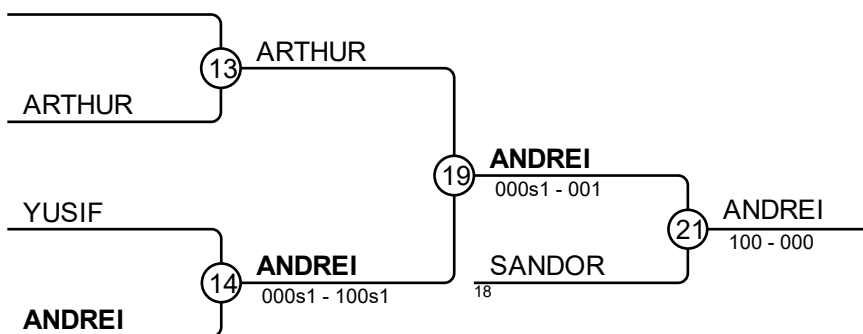 13
ARTHUR
ARTHUR
19
ANDREI
000s1 - 001
YUSIF
21
ANDREI
100 - 000
14
ANDREI
000s1 - 100s1
SANDOR
18
ANDREI